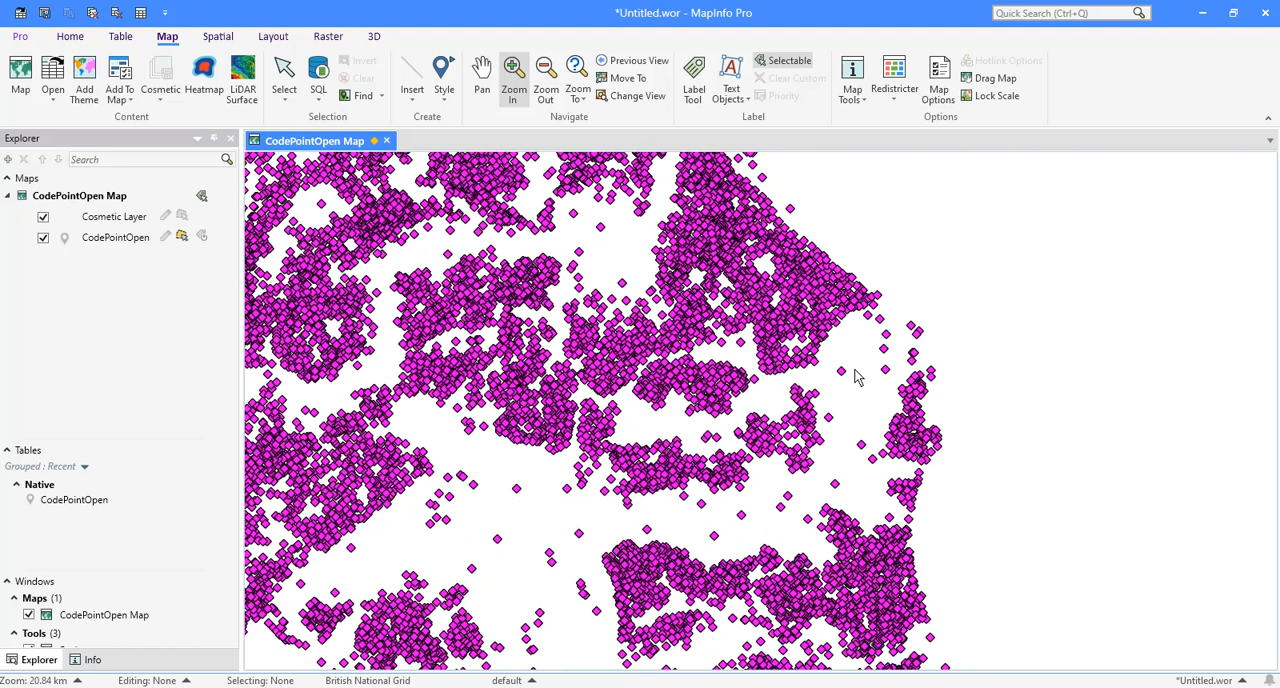 *Untitled.wor - MapInfo Pro
Quick Search (Ctrl+Q)
Pro Home Table Map Spatial Layout Raster 3D
Map
Open
Add Theme
Add To Map
Cosmetic
Heatmap
LiDAR Surface
Content
Select
SQL
Invert
Clear
Find
Selection
Insert
Style
Create
Pan
Zoom In
Zoom Out
Zoom To
Previous View
Move To
Change View
Navigate
Label Tool
Text Objects
Selectable
Clear Custom
Priority
Label
Map Tools
Redistricter
Map Options
Hotlink Options
Drag Map
Lock Scale
Options
Explorer
CodePointOpen Map
Search
Maps
CodePointOpen Map
Cosmetic Layer
CodePointOpen
Tables
Grouped : Recent
Native
CodePointOpen
Windows
Maps (1)
CodePointOpen Map
Tools (3)
Explorer Info
Zoom: 20.84 km Editing: None Selecting: None British National Grid default *Untitled.wor